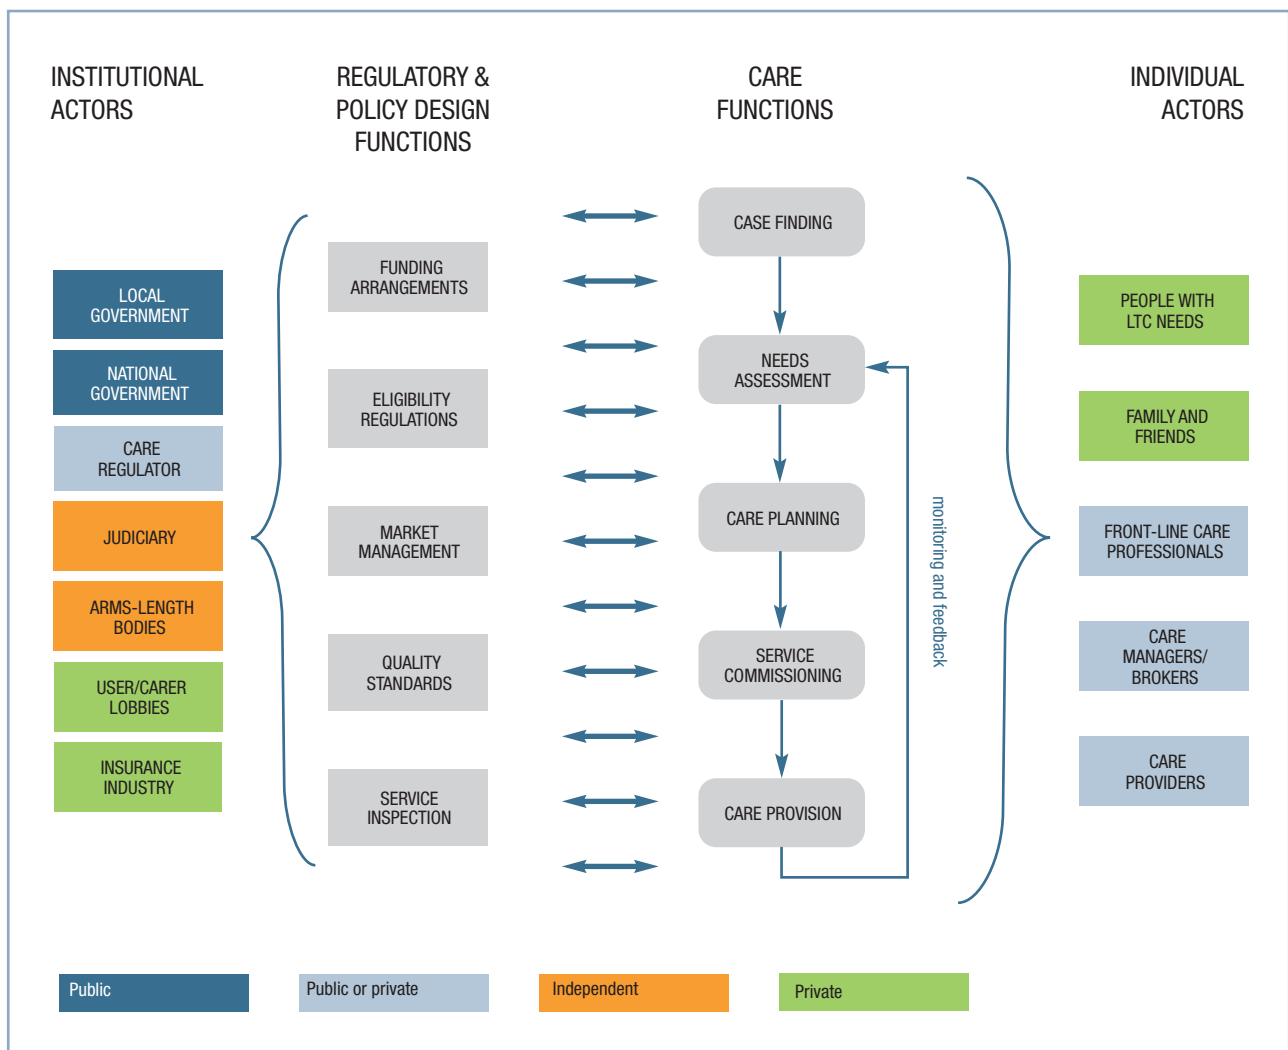 INSTITUTIONAL
ACTORS
REGULATORY &
POLICY DESIGN
FUNCTIONS
CARE
FUNCTIONS
INDIVIDUAL
ACTORS
LOCAL
GOVERNMENT
NATIONAL
GOVERNMENT
CARE
REGULATOR
JUDICIARY
ARMS-LENGTH
BODIES
USER/CARER
LOBBIES
INSURANCE
INDUSTRY
FUNDING
ARRANGEMENTS
ELIGIBILITY
REGULATIONS
MARKET
MANAGEMENT
QUALITY
STANDARDS
SERVICE
INSPECTION
CASE FINDING
NEEDS
ASSESSMENT
CARE PLANNING
SERVICE
COMMISSIONING
CARE PROVISION
monitoring and feedback
PEOPLE WITH
LTC NEEDS
FAMILY AND
FRIENDS
FRONT-LINE CARE
PROFESSIONALS
CARE
MANAGERS/
BROKERS
CARE
PROVIDERS
Public
Public or private
Independent
Private